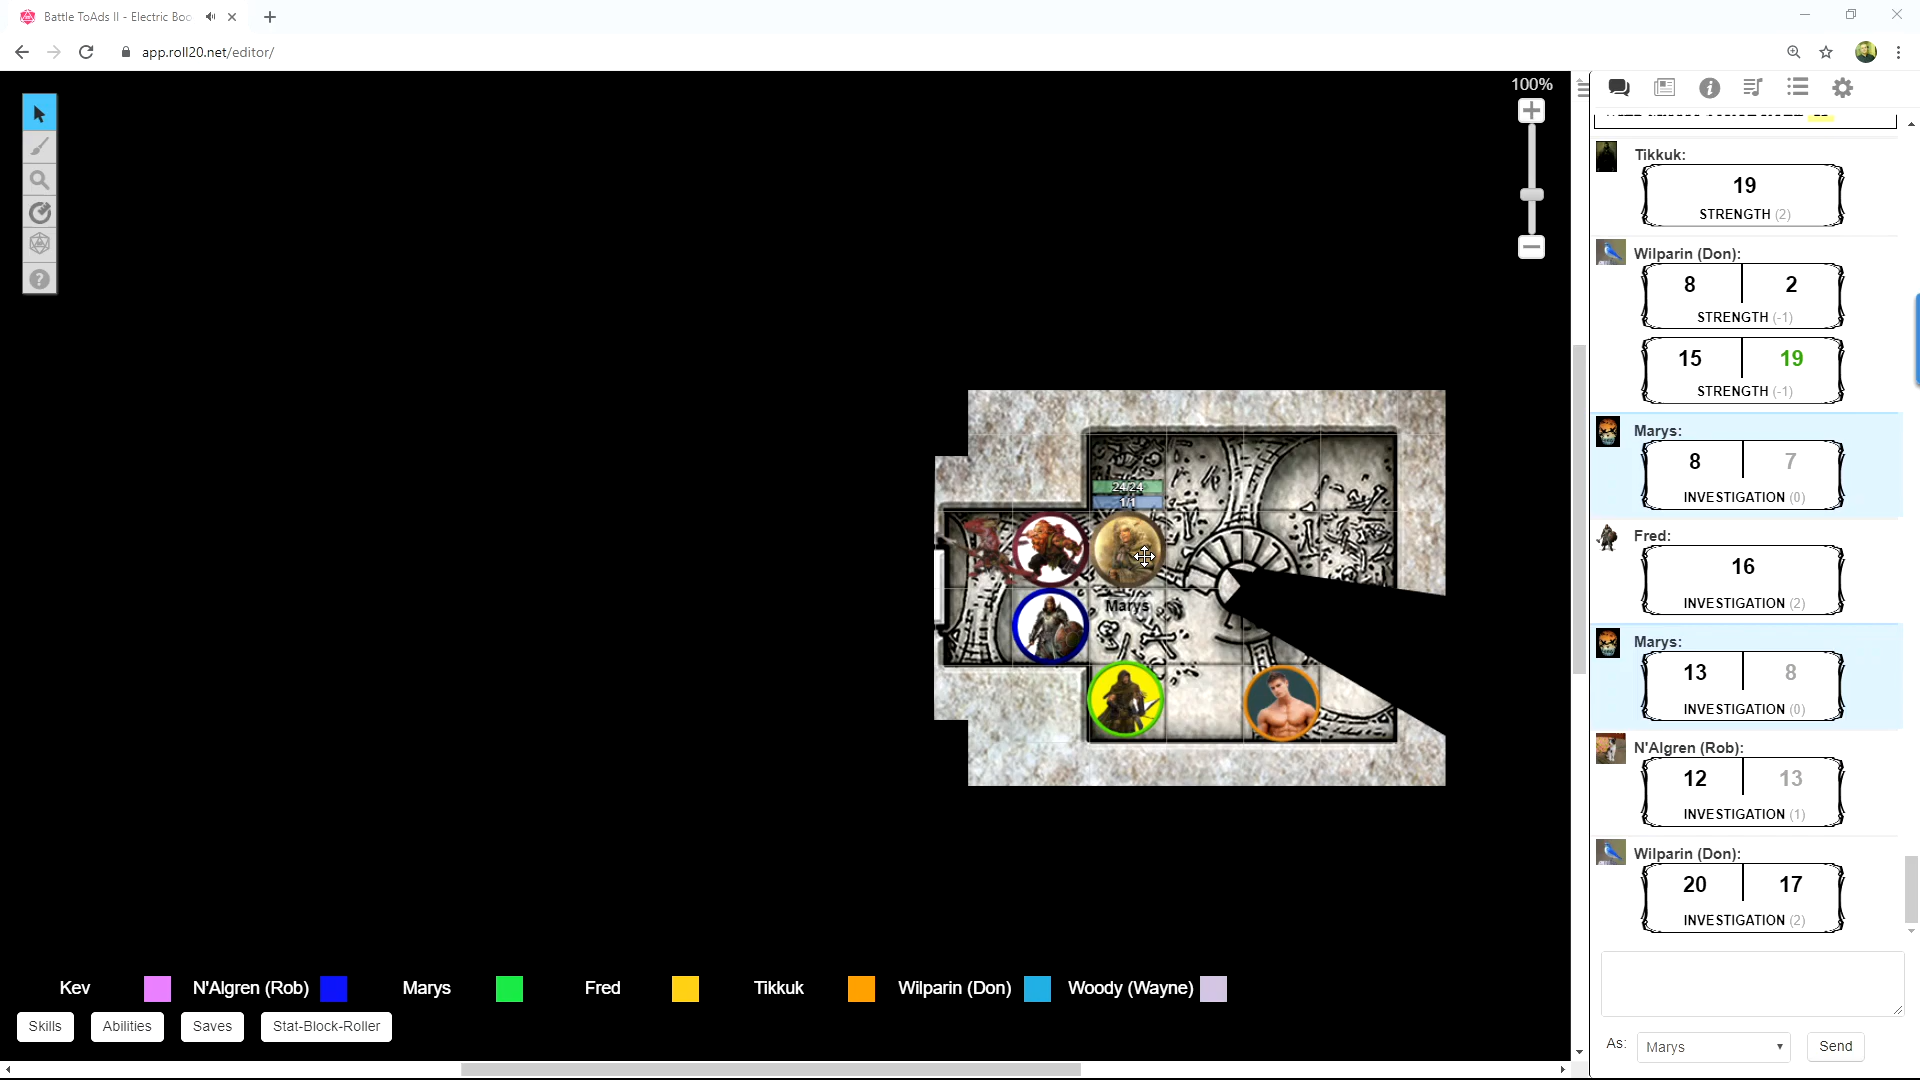 Battle ToAds II - Electric Boo
app.roll20.net/editor/
100%
Tikkuk:
19
STRENGTH (2)
Wilparin (Don):
8 2
STRENGTH (-1)
15 19
STRENGTH (-1)
Marys:
8 7
INVESTIGATION (0)
Fred:
16
INVESTIGATION (2)
Marys:
13 8
INVESTIGATION (0)
N'Algren (Rob):
12 13
INVESTIGATION (1)
Wilparin (Don):
20 17
INVESTIGATION (2)
24/24
1/1
Marys
Kev N'Algren (Rob) Marys Fred Tikkuk Wilparin (Don) Woody (Wayne)
Skills Abilities Saves Stat-Block-Roller
As: Marys Send